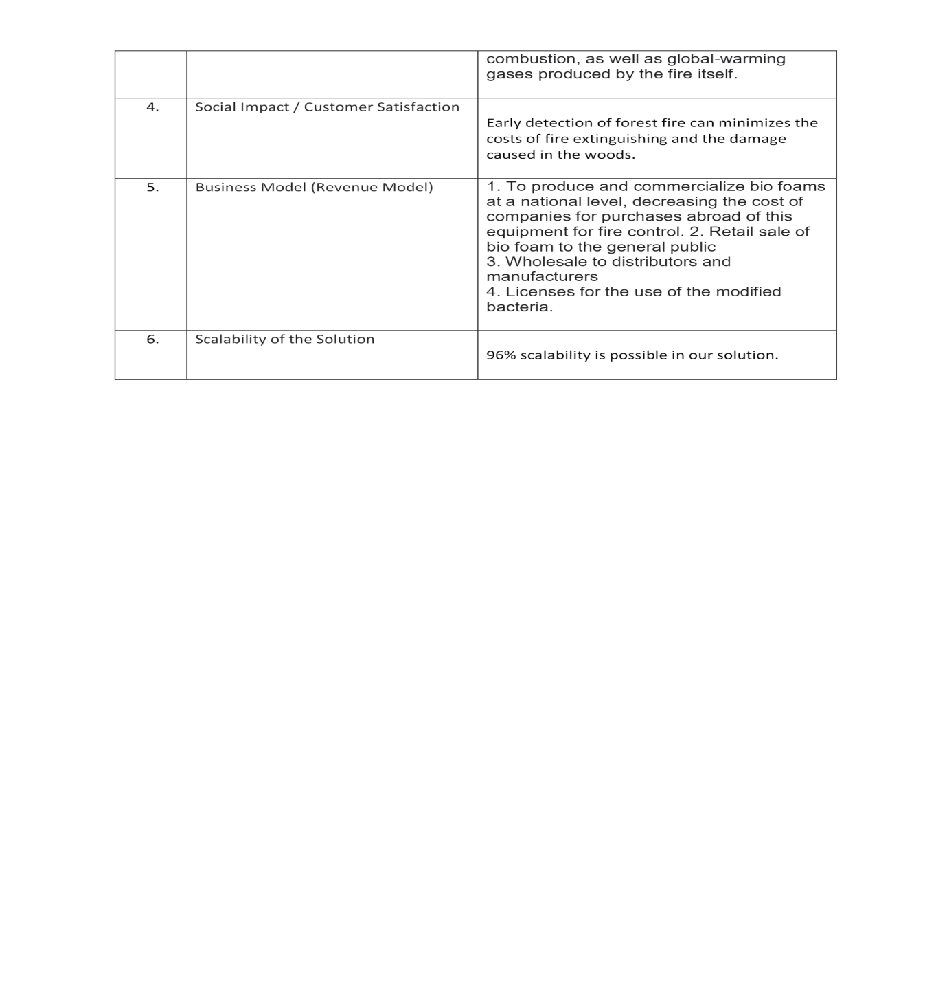 combustion, as well as global-warming
gases produced by the fire itself.
4.
Social Impact / Customer Satisfaction
Early detection of forest fire can minimizes the
costs of fire extinguishing and the damage
caused in the woods.
5.
Business Model (Revenue Model)
1. To produce and commercialize bio foams
at a national level, decreasing the cost of
companies for purchases abroad of this
equipment for fire control. 2. Retail sale of
bio foam to the general public
3. Wholesale to distributors and
manufacturers
4. Licenses for the use of the modified
bacteria.
6.
Scalability of the Solution
96% scalability is possible in our solution.